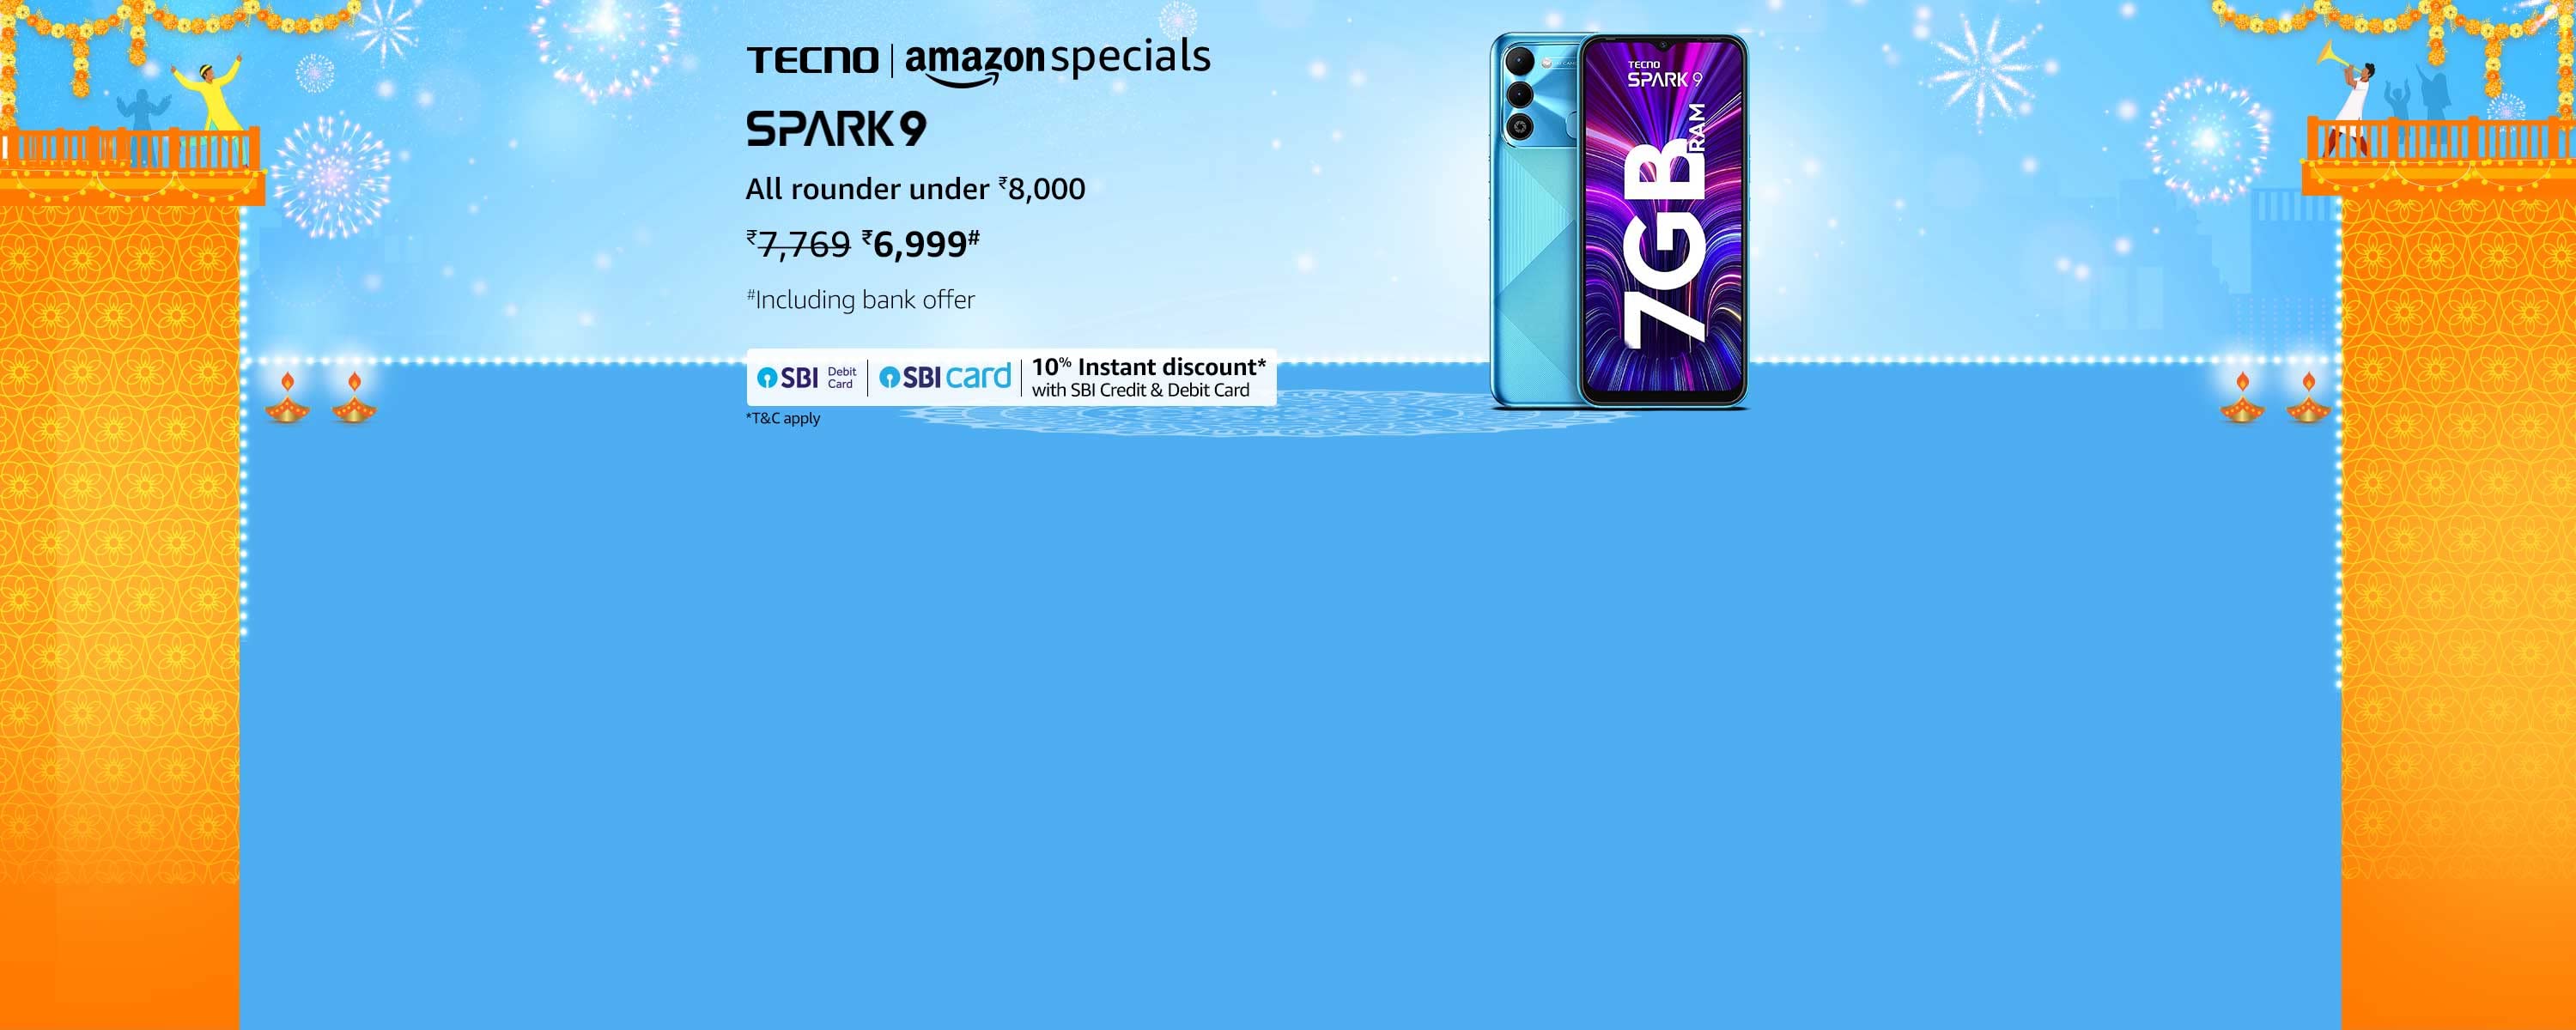 TECNO | amazon specials
SPARK 9
All rounder under ₹8,000
₹7,769 ₹6,999#
#Including bank offer
SBI Debit Card | SBI card | 10% Instant discount*
with SBI Credit & Debit Card
*T&C apply
TECNO
SPARK 9
7GB RAM